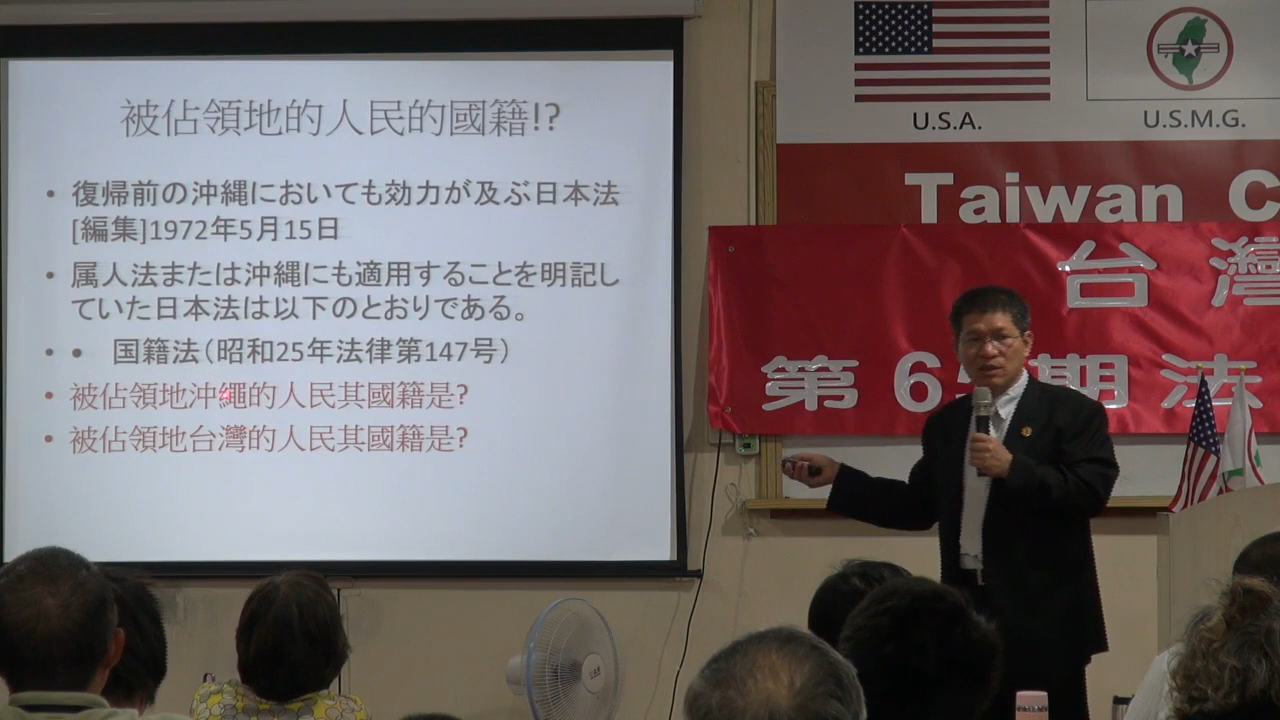 被佔領地的人民的國籍!?
• 復帰前の沖縄においても効力が及ぶ日本法
[編集]1972年5月15日
• 属人法または沖縄にも適用することを明記し
ていた日本法は以下のとおりである。
• • 国籍法(昭和25年法律第147号)
• 被佔領地沖繩的人民其國籍是?
• 被佔領地台灣的人民其國籍是?
U.S.A.
U.S.M.G.
Taiwan C
台灣
第6 期法